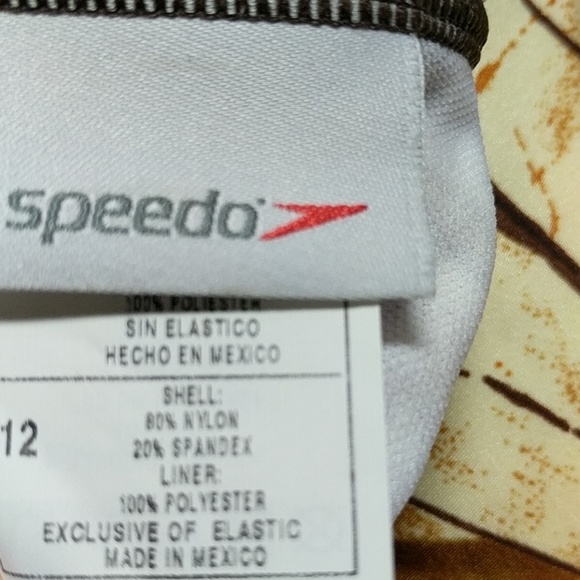 speedo
100% POLIESTER
SIN ELASTICO
HECHO EN MEXICO
12
SHELL:
80% NYLON
20% SPANDEX
LINER:
100% POLYESTER
EXCLUSIVE OF ELASTIC
MADE IN MEXICO